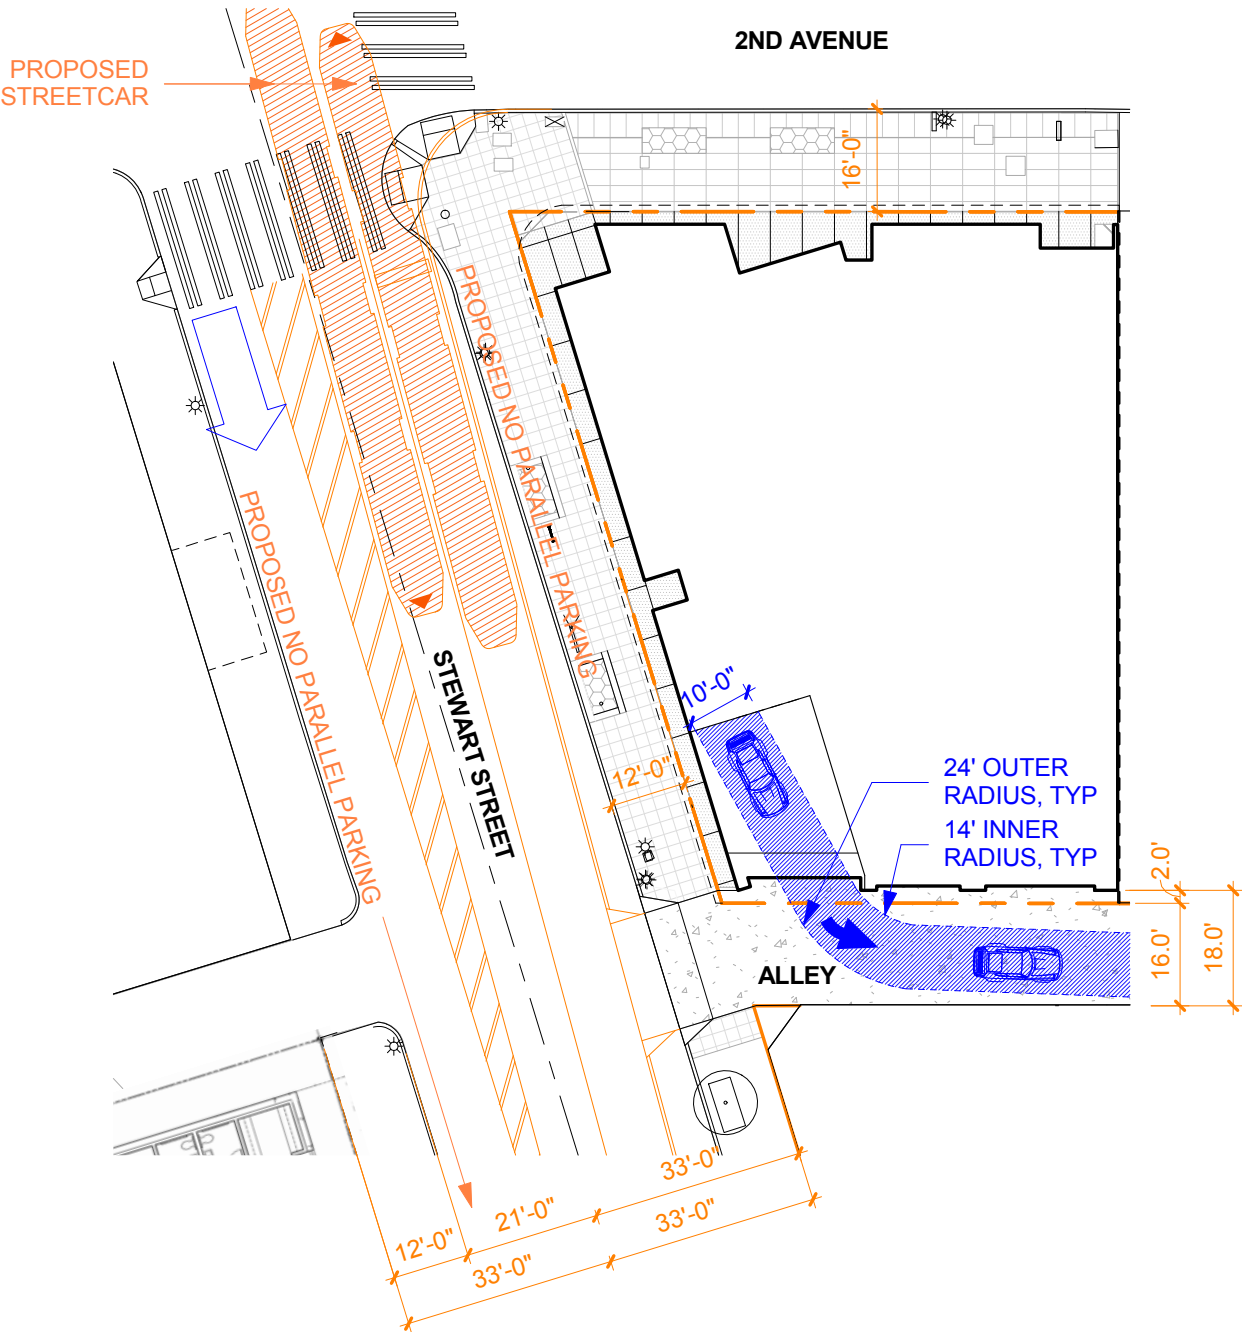 2ND AVENUE
PROPOSED
STREETCAR
16'-0"
PROPOSED NO PARALLEL PARKING
PROPOSED NO PARALLEL PARKING
STEWART STREET
10'-0"
12'-0"
24' OUTER
RADIUS, TYP
14' INNER
RADIUS, TYP
2.0'
16.0'
18.0'
ALLEY
33'-0"
21'-0"
33'-0"
12'-0"
33'-0"